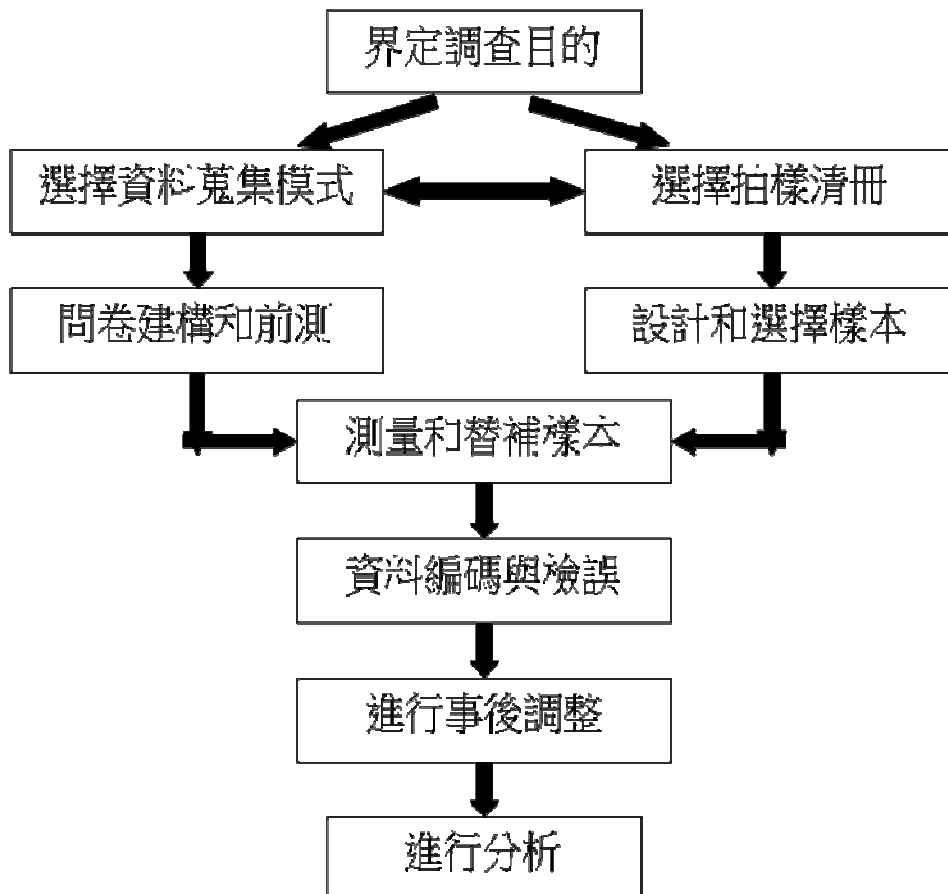 界定調查目的
選擇資料蒐集模式
選擇抽樣清冊
問卷建構和前測
設計和選擇樣本
測量和替補樣本
資料編碼與檢誤
進行事後調整
進行分析